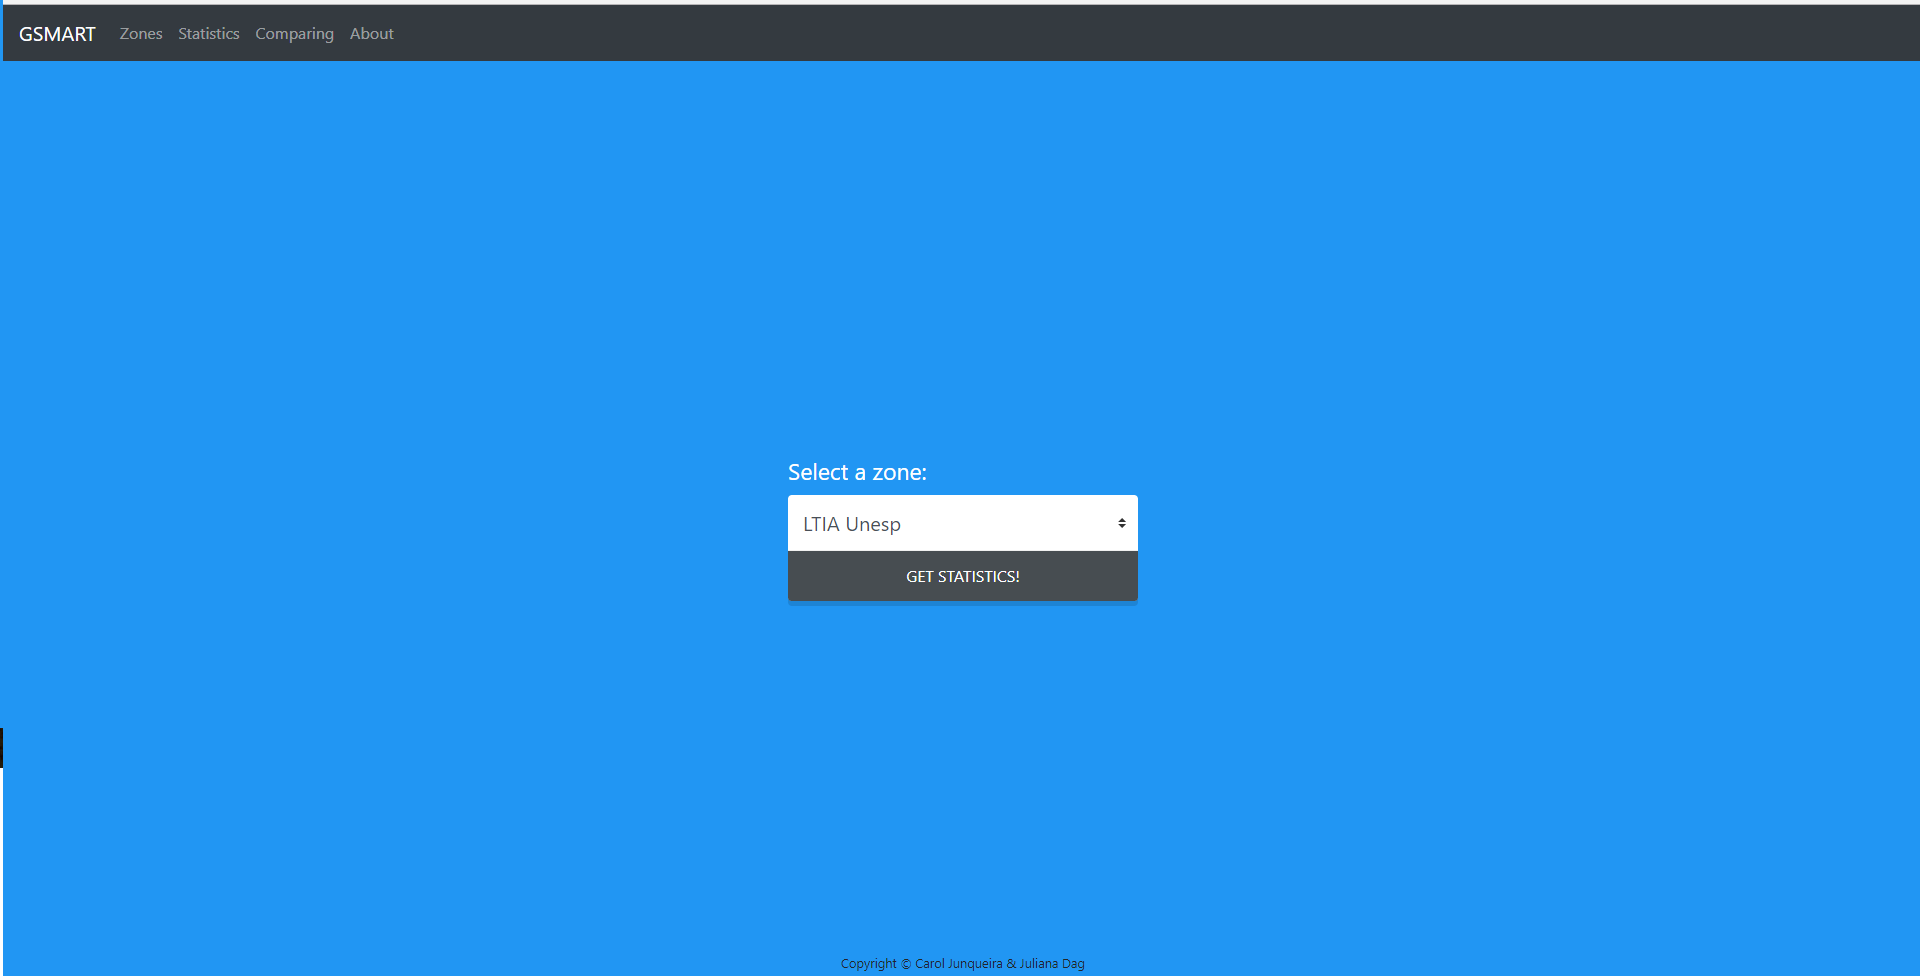 GSMART Zones Statistics Comparing About
Select a zone:
LTIA Unesp
GET STATISTICS!
Copyright © Carol Junqueira & Juliana Dag